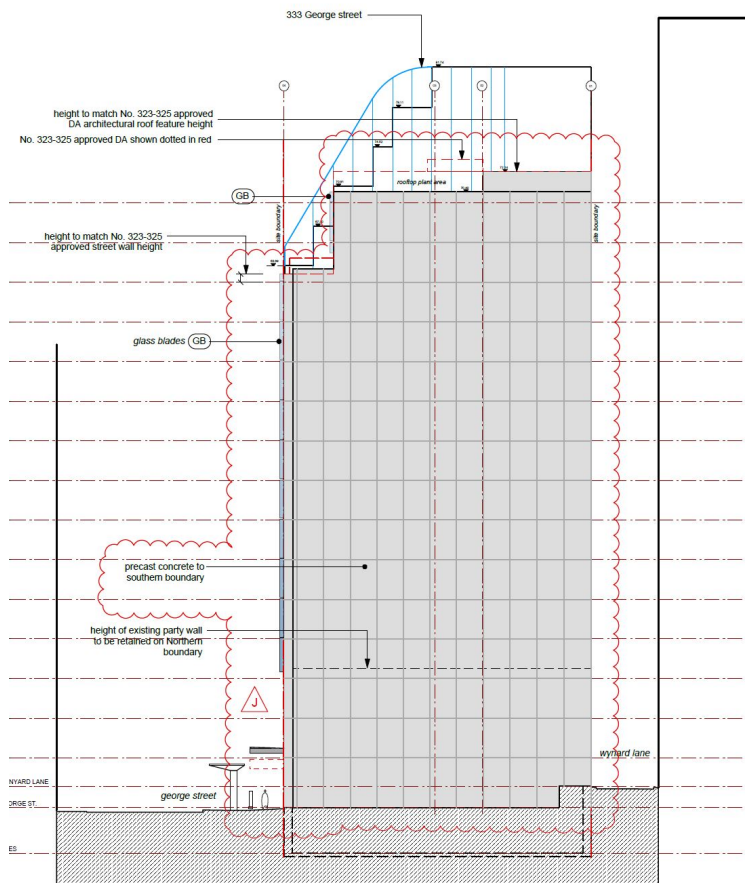 333 George street
height to match No. 323-325 approved
DA architectural roof feature height
No. 323-325 approved DA shown dotted in red
rooftop plant area
GB
site boundary
site boundary
height to match No. 323-325
approved street wall height
glass blades GB
precast concrete to
southern boundary
height of existing party wall
to be retained on Northern
boundary
J
wynard lane
NYARD LANE
george street
ORGE ST.
ES